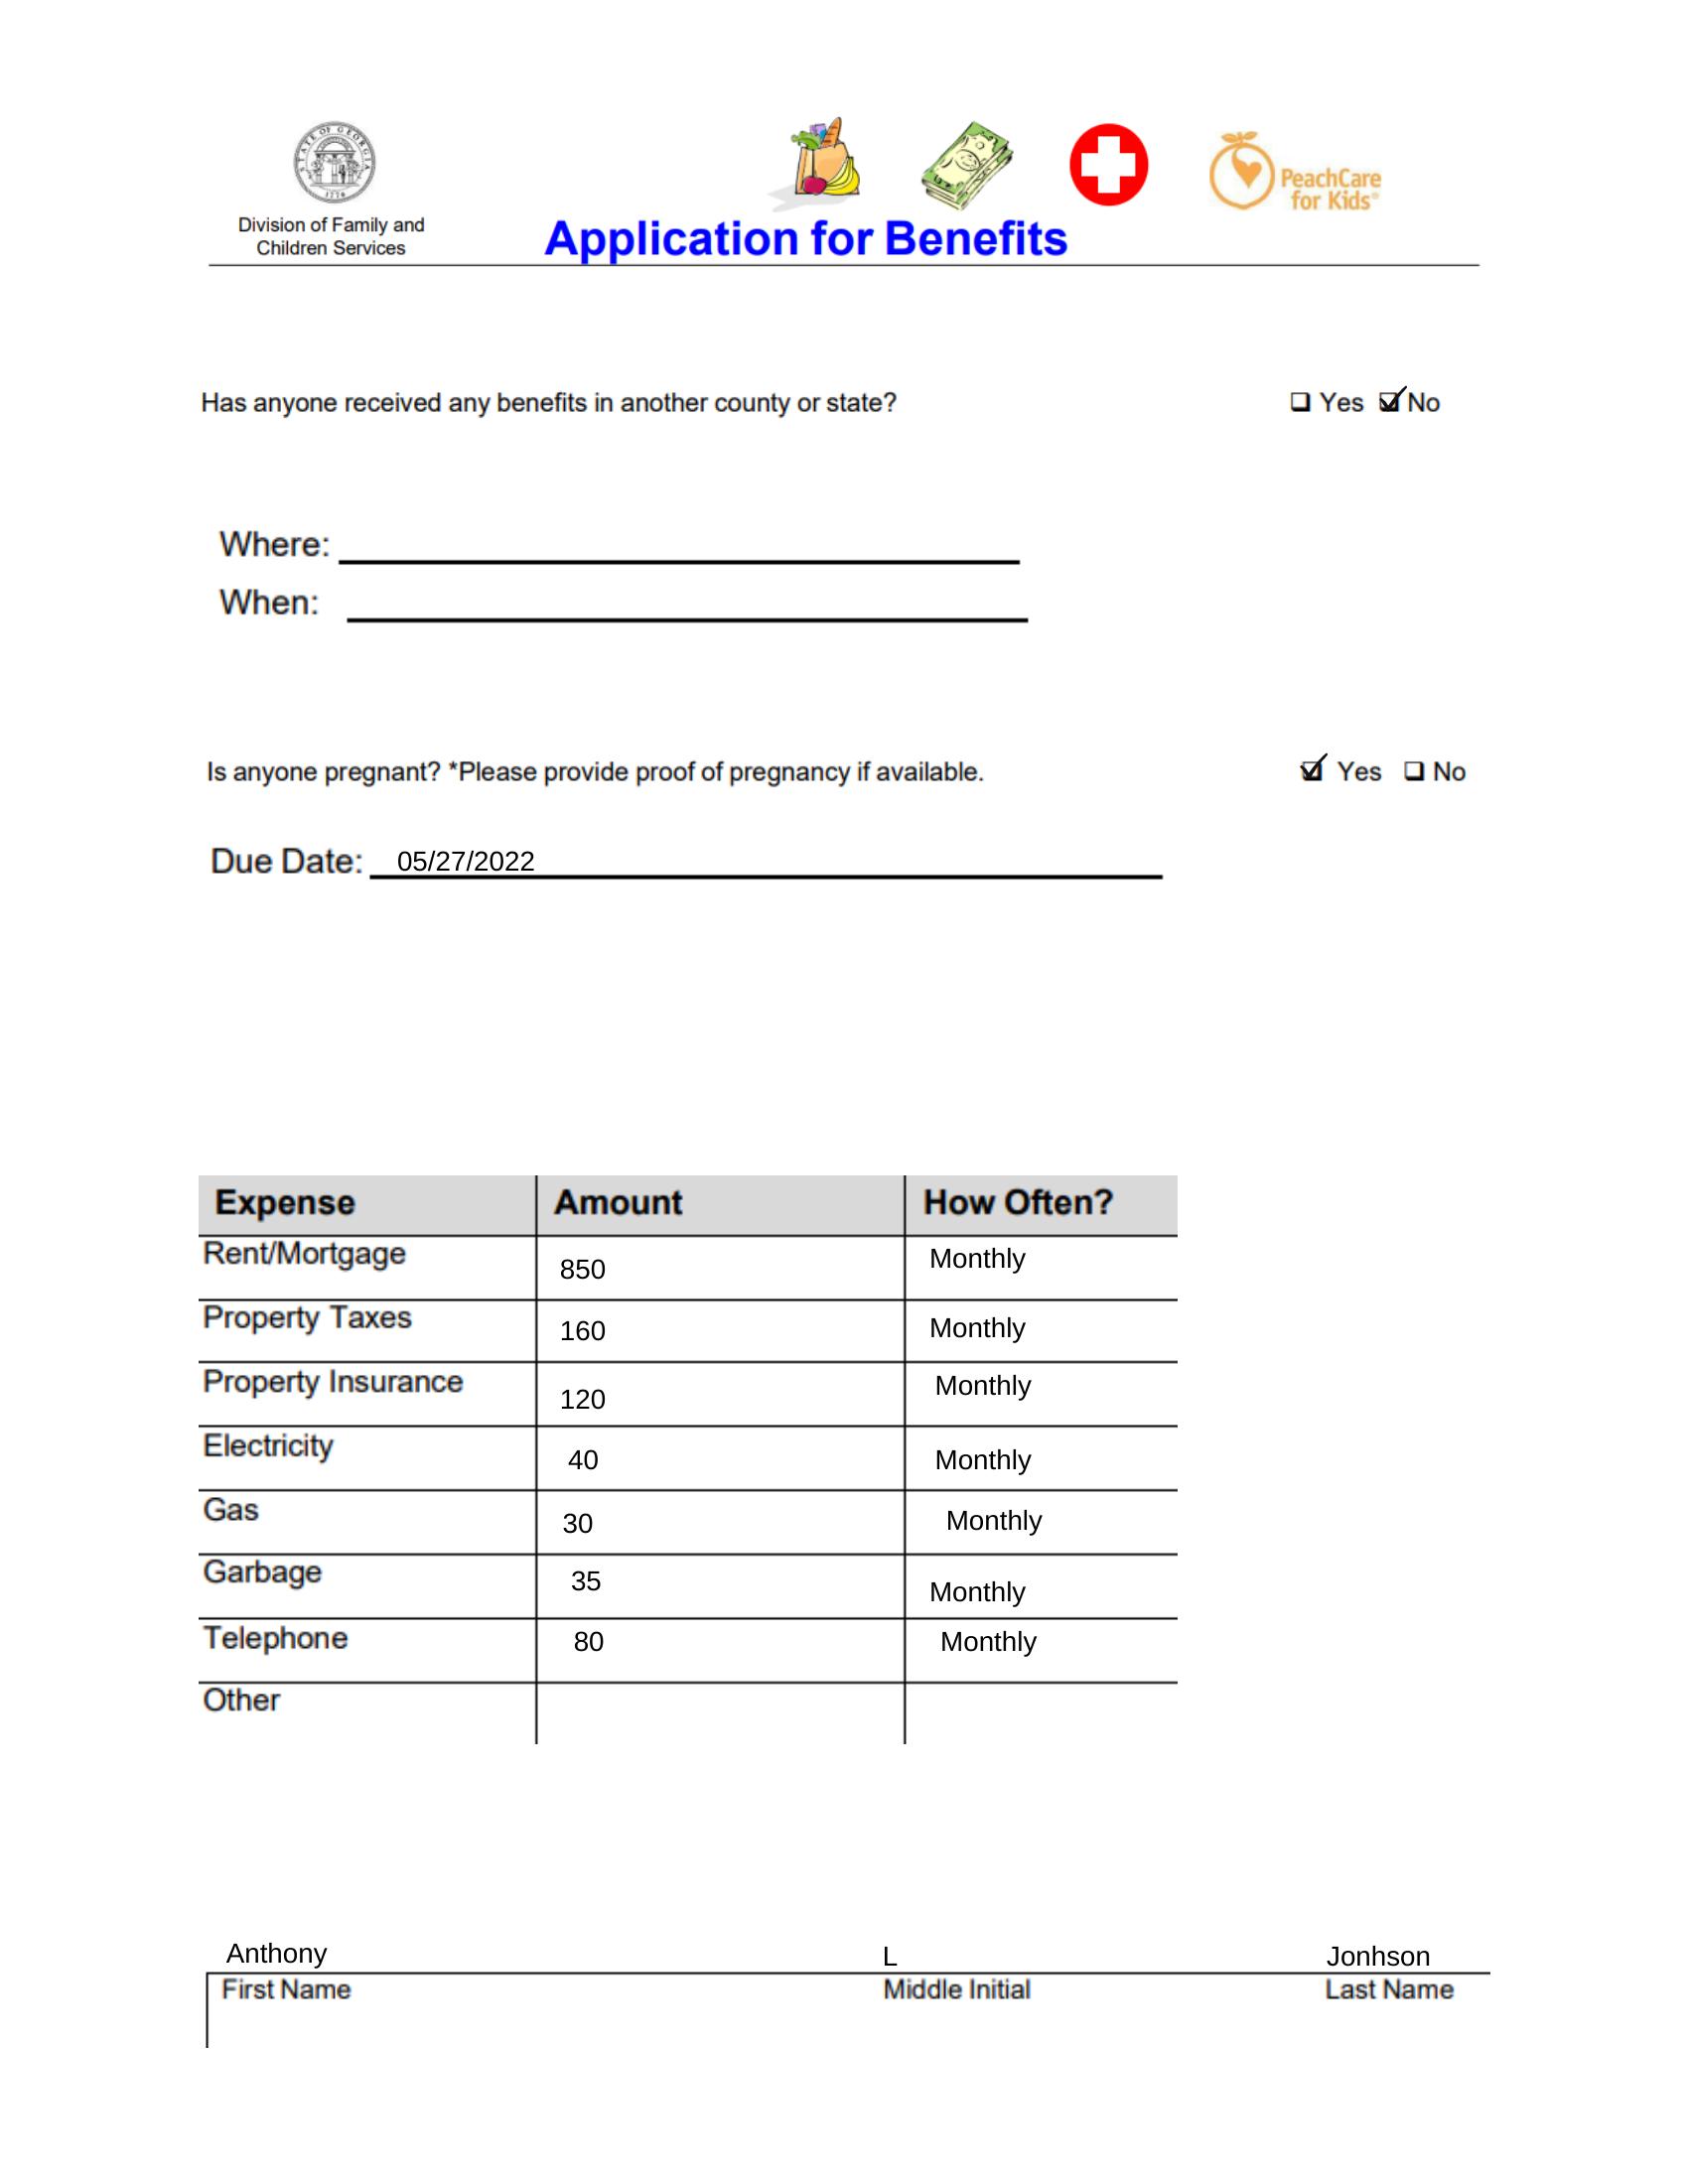 STATE OF GEORGIA
1776
PeachCare
for Kids®
Division of Family and
Children Services
Application for Benefits
Has anyone received any benefits in another county or state? ❑ Yes ☑ No
Where:
When:
Is anyone pregnant? *Please provide proof of pregnancy if available. ☑ Yes ❑ No
Due Date: 05/27/2022
Expense Amount How Often?
Rent/Mortgage 850 Monthly
Property Taxes 160 Monthly
Property Insurance 120 Monthly
Electricity 40 Monthly
Gas 30 Monthly
Garbage 35 Monthly
Telephone 80 Monthly
Other
Anthony L Jonhson
First Name Middle Initial Last Name